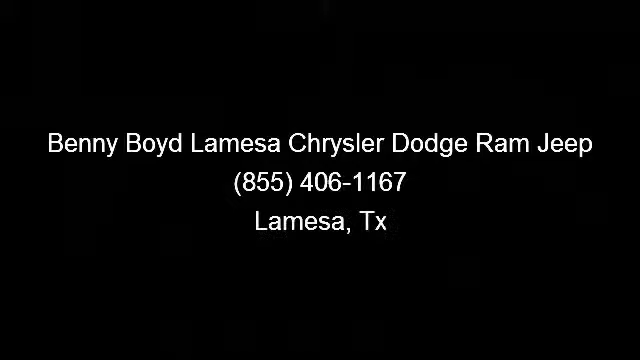 Benny Boyd Lamesa Chrysler Dodge Ram Jeep
(855) 406-1167
Lamesa, Tx